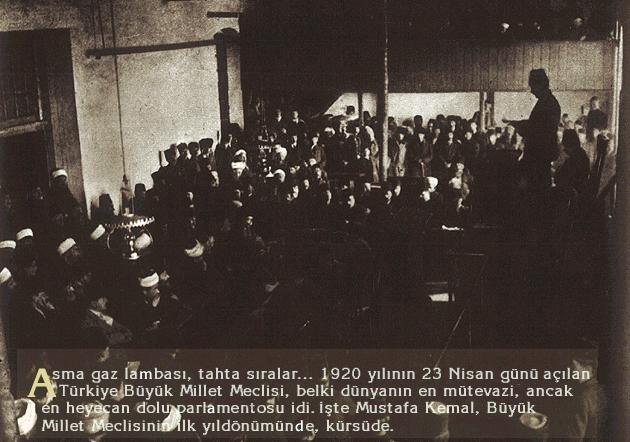 Asma gaz lambası, tahta sıralar... 1920 yılının 23 Nisan günü açılan
Türkiye Büyük Millet Meclisi, belki dünyanın en mütevazi, ancak
en heyecan dolu parlamentosu idi. İşte Mustafa Kemal, Büyük
Millet Meclisinin ilk yıldönümünde, kürsüde.